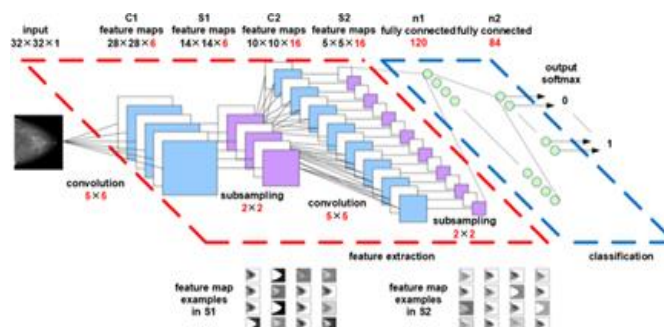 C1 S1 C2 S2 n1 n2
input feature maps feature maps feature maps feature maps fully connected fully connected
32×32×1 28×28×6 14×14×6 10×10×16 5×5×16 120 84
output
softmax
0
1
convolution
5×5
subsampling
2×2
convolution
5×5
subsampling
2×2
feature extraction classification
feature map
examples
in S1
feature map
examples
in S2